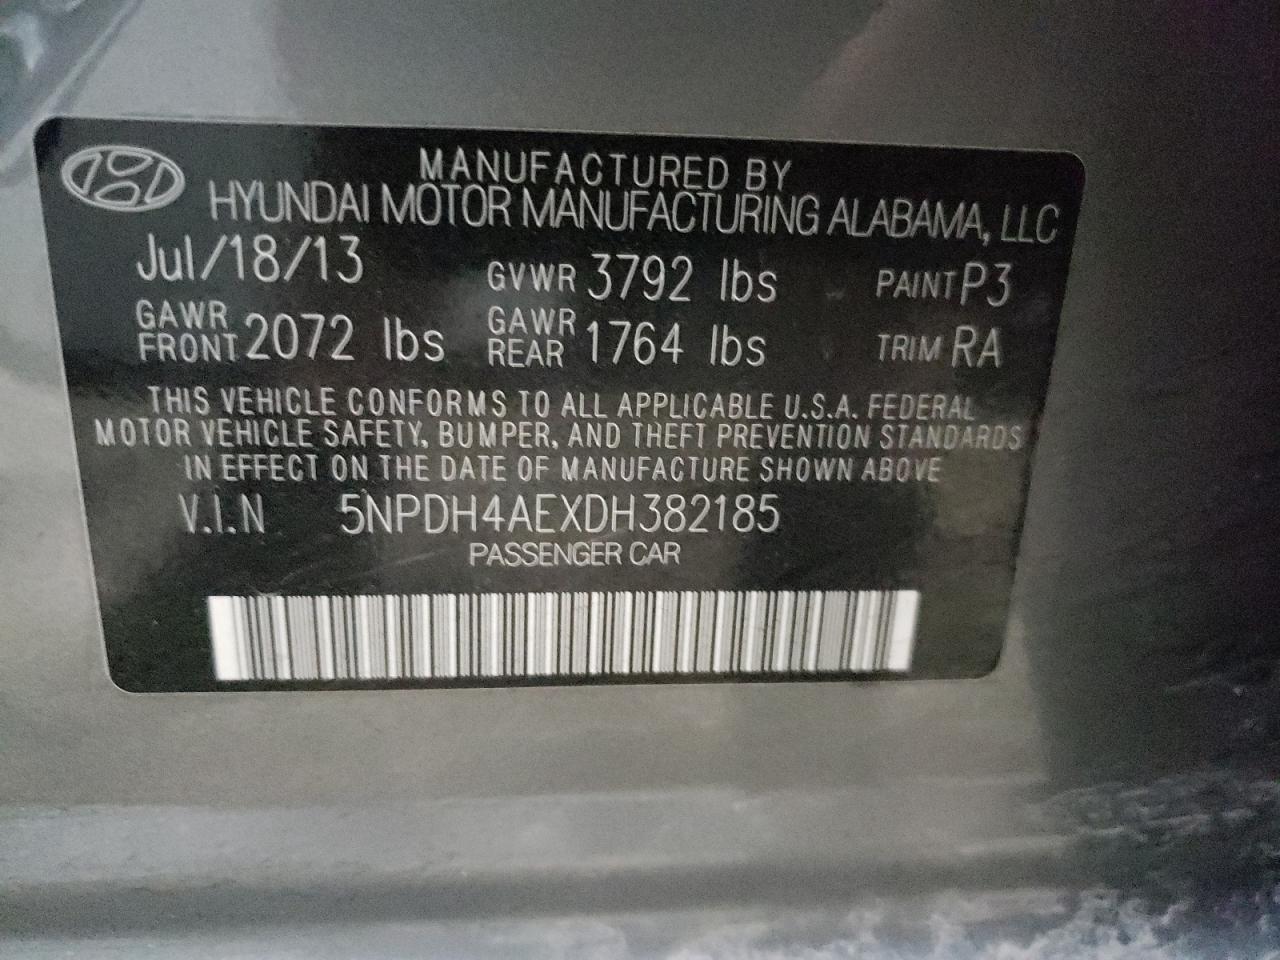 MANUFACTURED BY
HYUNDAI MOTOR MANUFACTURING ALABAMA, LLC
Jul/18/13 GVWR 3792 lbs PAINT P3
GAWR FRONT 2072 lbs GAWR REAR 1764 lbs TRIM RA
THIS VEHICLE CONFORMS TO ALL APPLICABLE U.S.A. FEDERAL
MOTOR VEHICLE SAFETY, BUMPER, AND THEFT PREVENTION STANDARDS
IN EFFECT ON THE DATE OF MANUFACTURE SHOWN ABOVE
V.I.N 5NPDH4AEXDH382185
PASSENGER CAR